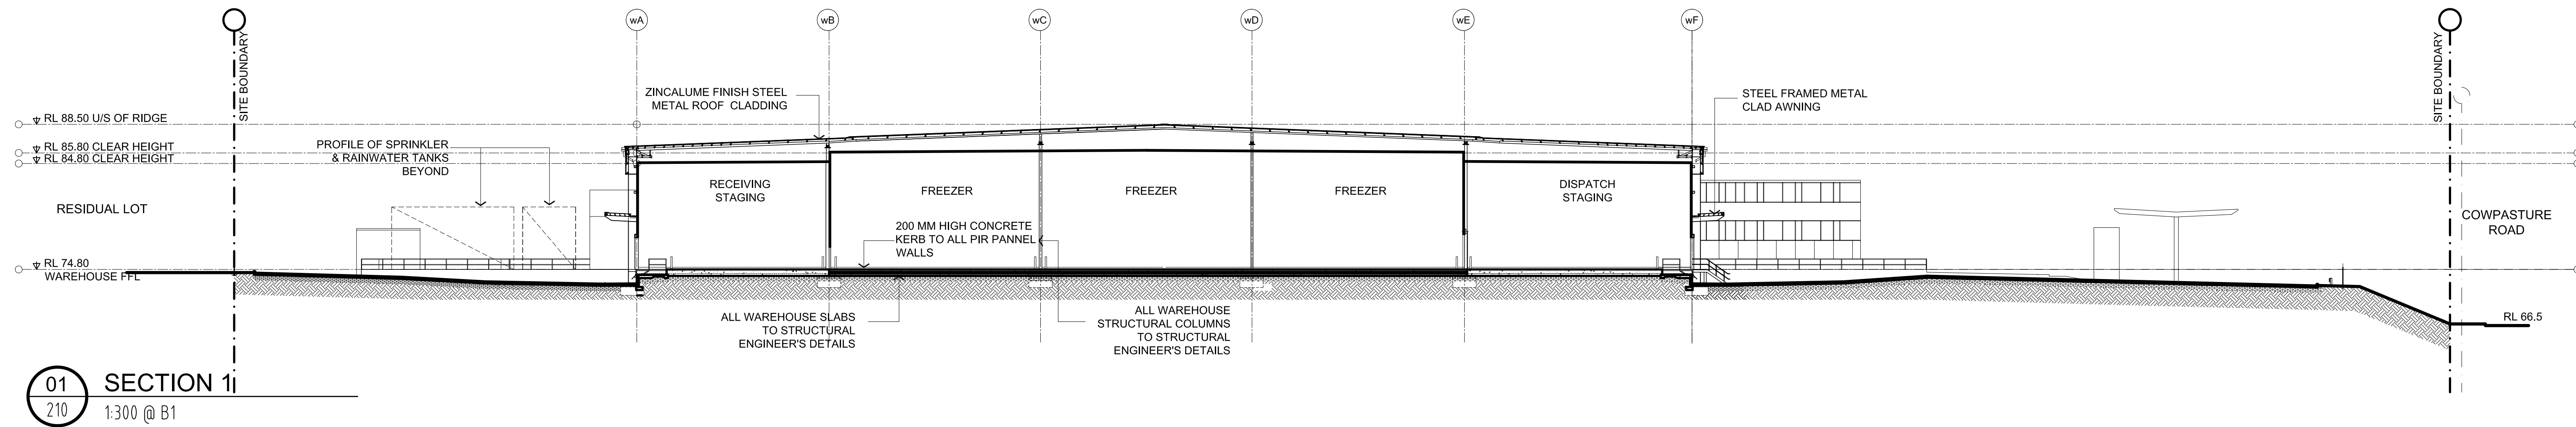 wA
wB
wC
wD
wE
wF
SITE BOUNDARY
SITE BOUNDARY
ZINCALUME FINISH STEEL
METAL ROOF CLADDING
STEEL FRAMED METAL
CLAD AWNING
RL 88.50 U/S OF RIDGE
RL 85.80 CLEAR HEIGHT
RL 84.80 CLEAR HEIGHT
PROFILE OF SPRINKLER
& RAINWATER TANKS
BEYOND
RECEIVING
STAGING
FREEZER
FREEZER
FREEZER
DISPATCH
STAGING
RESIDUAL LOT
COWPASTURE
ROAD
200 MM HIGH CONCRETE
KERB TO ALL PIR PANNEL
WALLS
RL 74.80
WAREHOUSE FFL
ALL WAREHOUSE SLABS
TO STRUCTURAL
ENGINEER'S DETAILS
ALL WAREHOUSE
STRUCTURAL COLUMNS
TO STRUCTURAL
ENGINEER'S DETAILS
RL 66.5
01
210
SECTION 1
1:300 @ B1